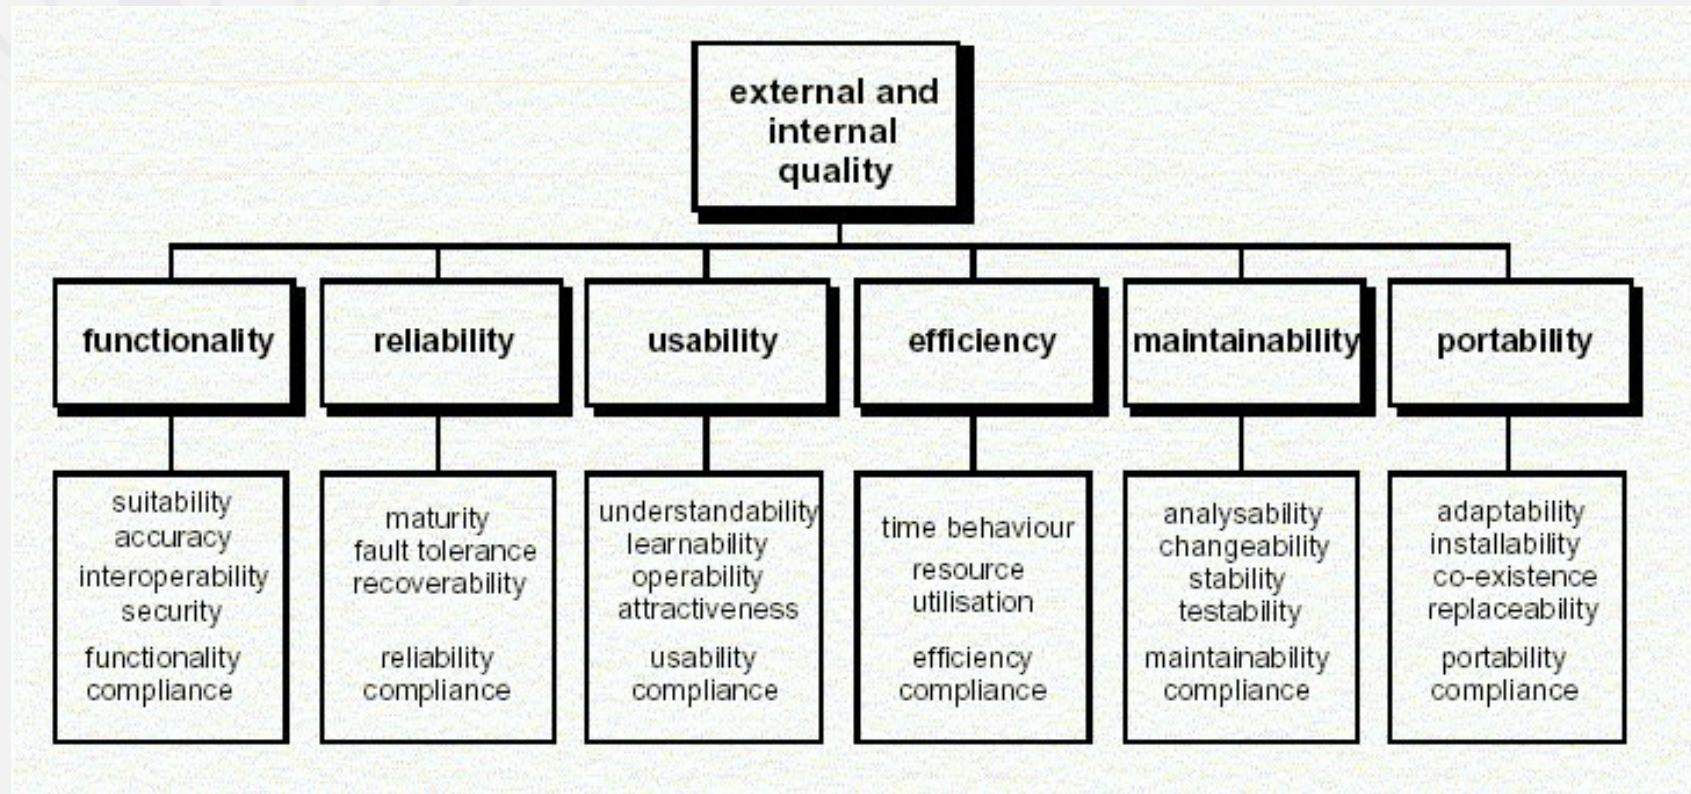 external and
internal
quality
functionality
reliability
usability
efficiency
maintainability
portability
suitability
accuracy
interoperability
security
functionality
compliance
maturity
fault tolerance
recoverability
reliability
compliance
understandability
learnability
operability
attractiveness
usability
compliance
time behaviour
resource
utilisation
efficiency
compliance
analysability
changeability
stability
testability
maintainability
compliance
adaptability
installability
co-existence
replaceability
portability
compliance